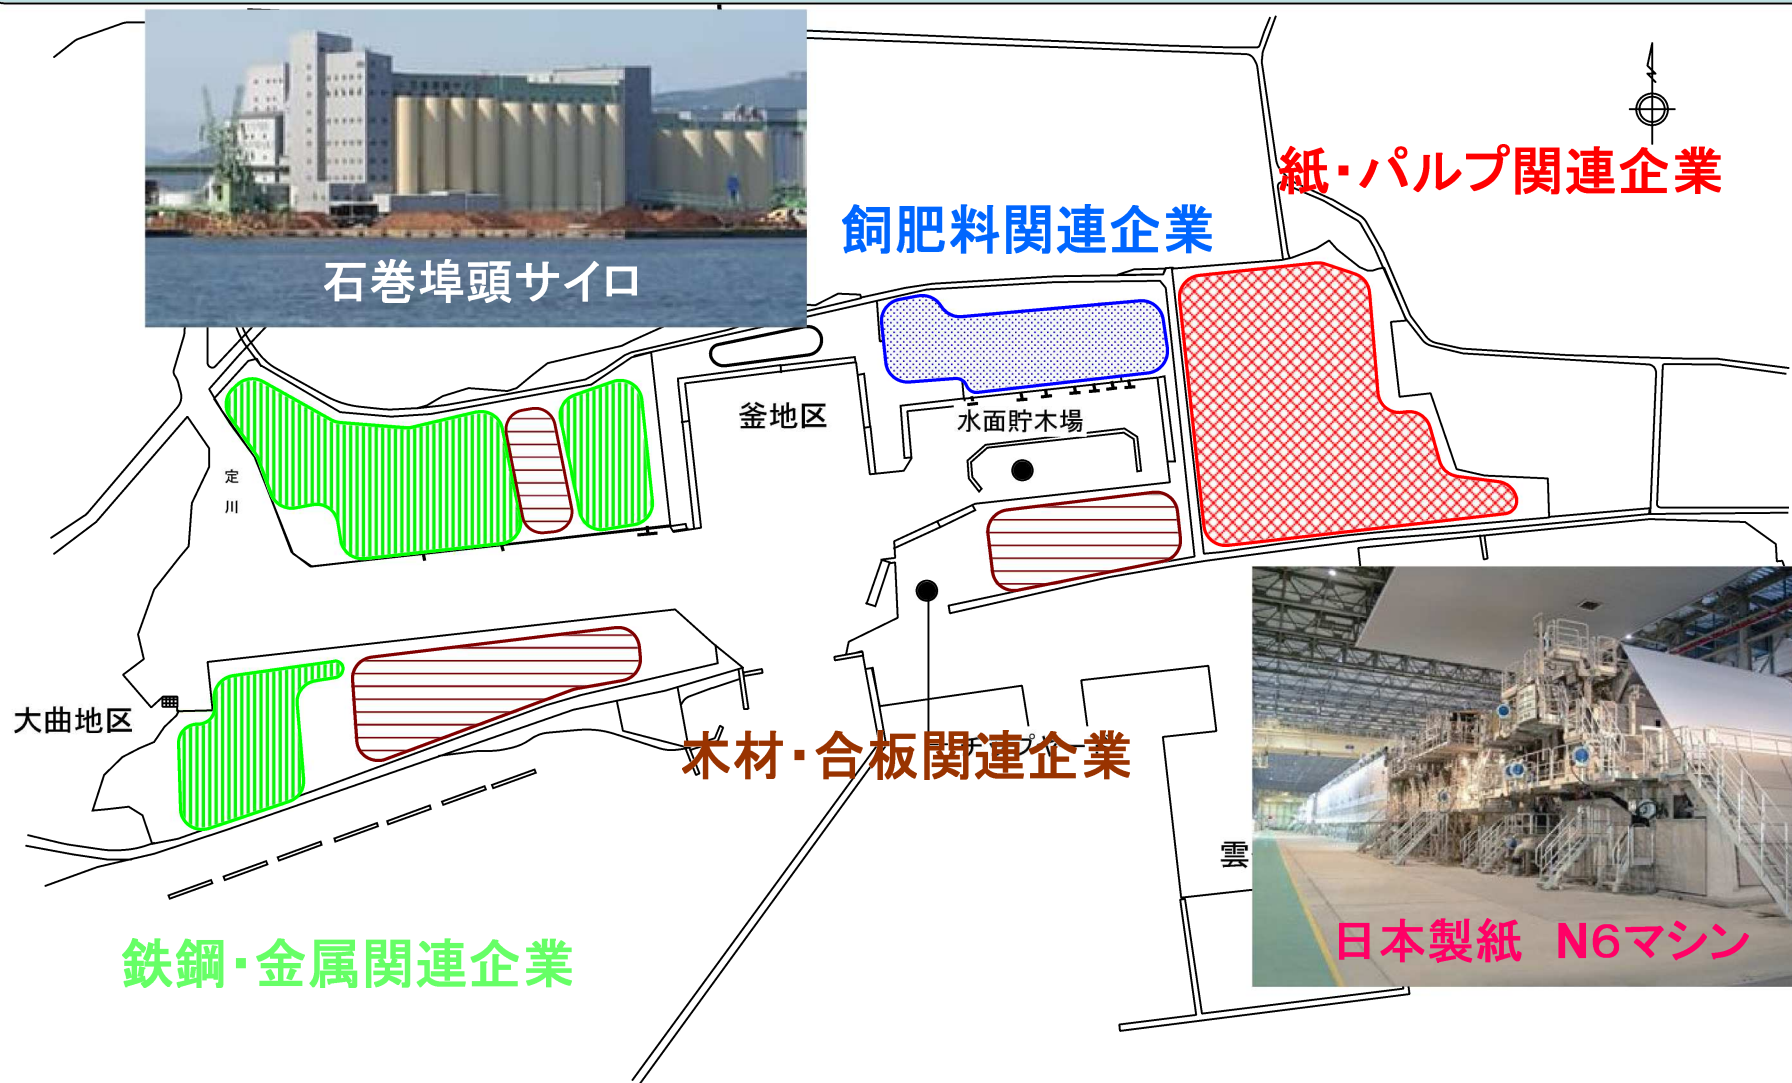 石巻埠頭サイロ
紙・パルプ関連企業
飼肥料関連企業
釜地区
水面貯木場
定
川
大曲地区
木材・合板関連企業
雲
鉄鋼・金属関連企業
日本製紙 N6マシン